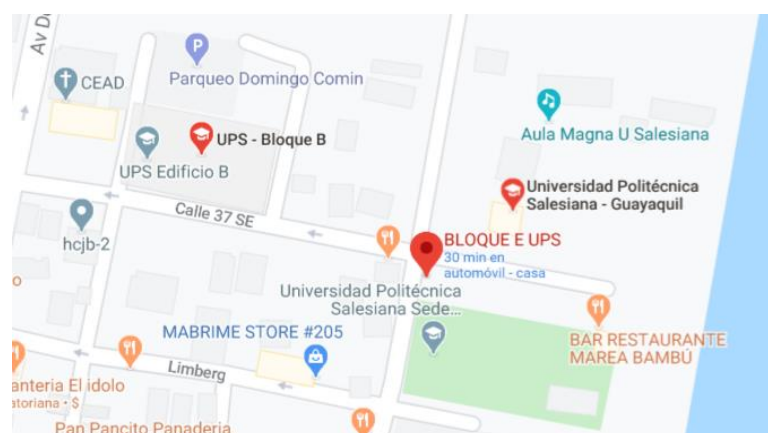 Av D
P
Parqueo Domingo Comin
CEAD
UPS - Bloque B
UPS Edificio B
Aula Magna U Salesiana
Universidad Politécnica
Salesiana - Guayaquil
Calle 37 SE
hcjb-2
BLOQUE E UPS
30 min en
automóvil - casa
o
Universidad Politécnica
Salesiana Sede...
MABRIME STORE #205
BAR RESTAURANTE
MAREA BAMBÚ
Limberg
anteria El idolo
atoriana · $
Pan Pancito Panaderia